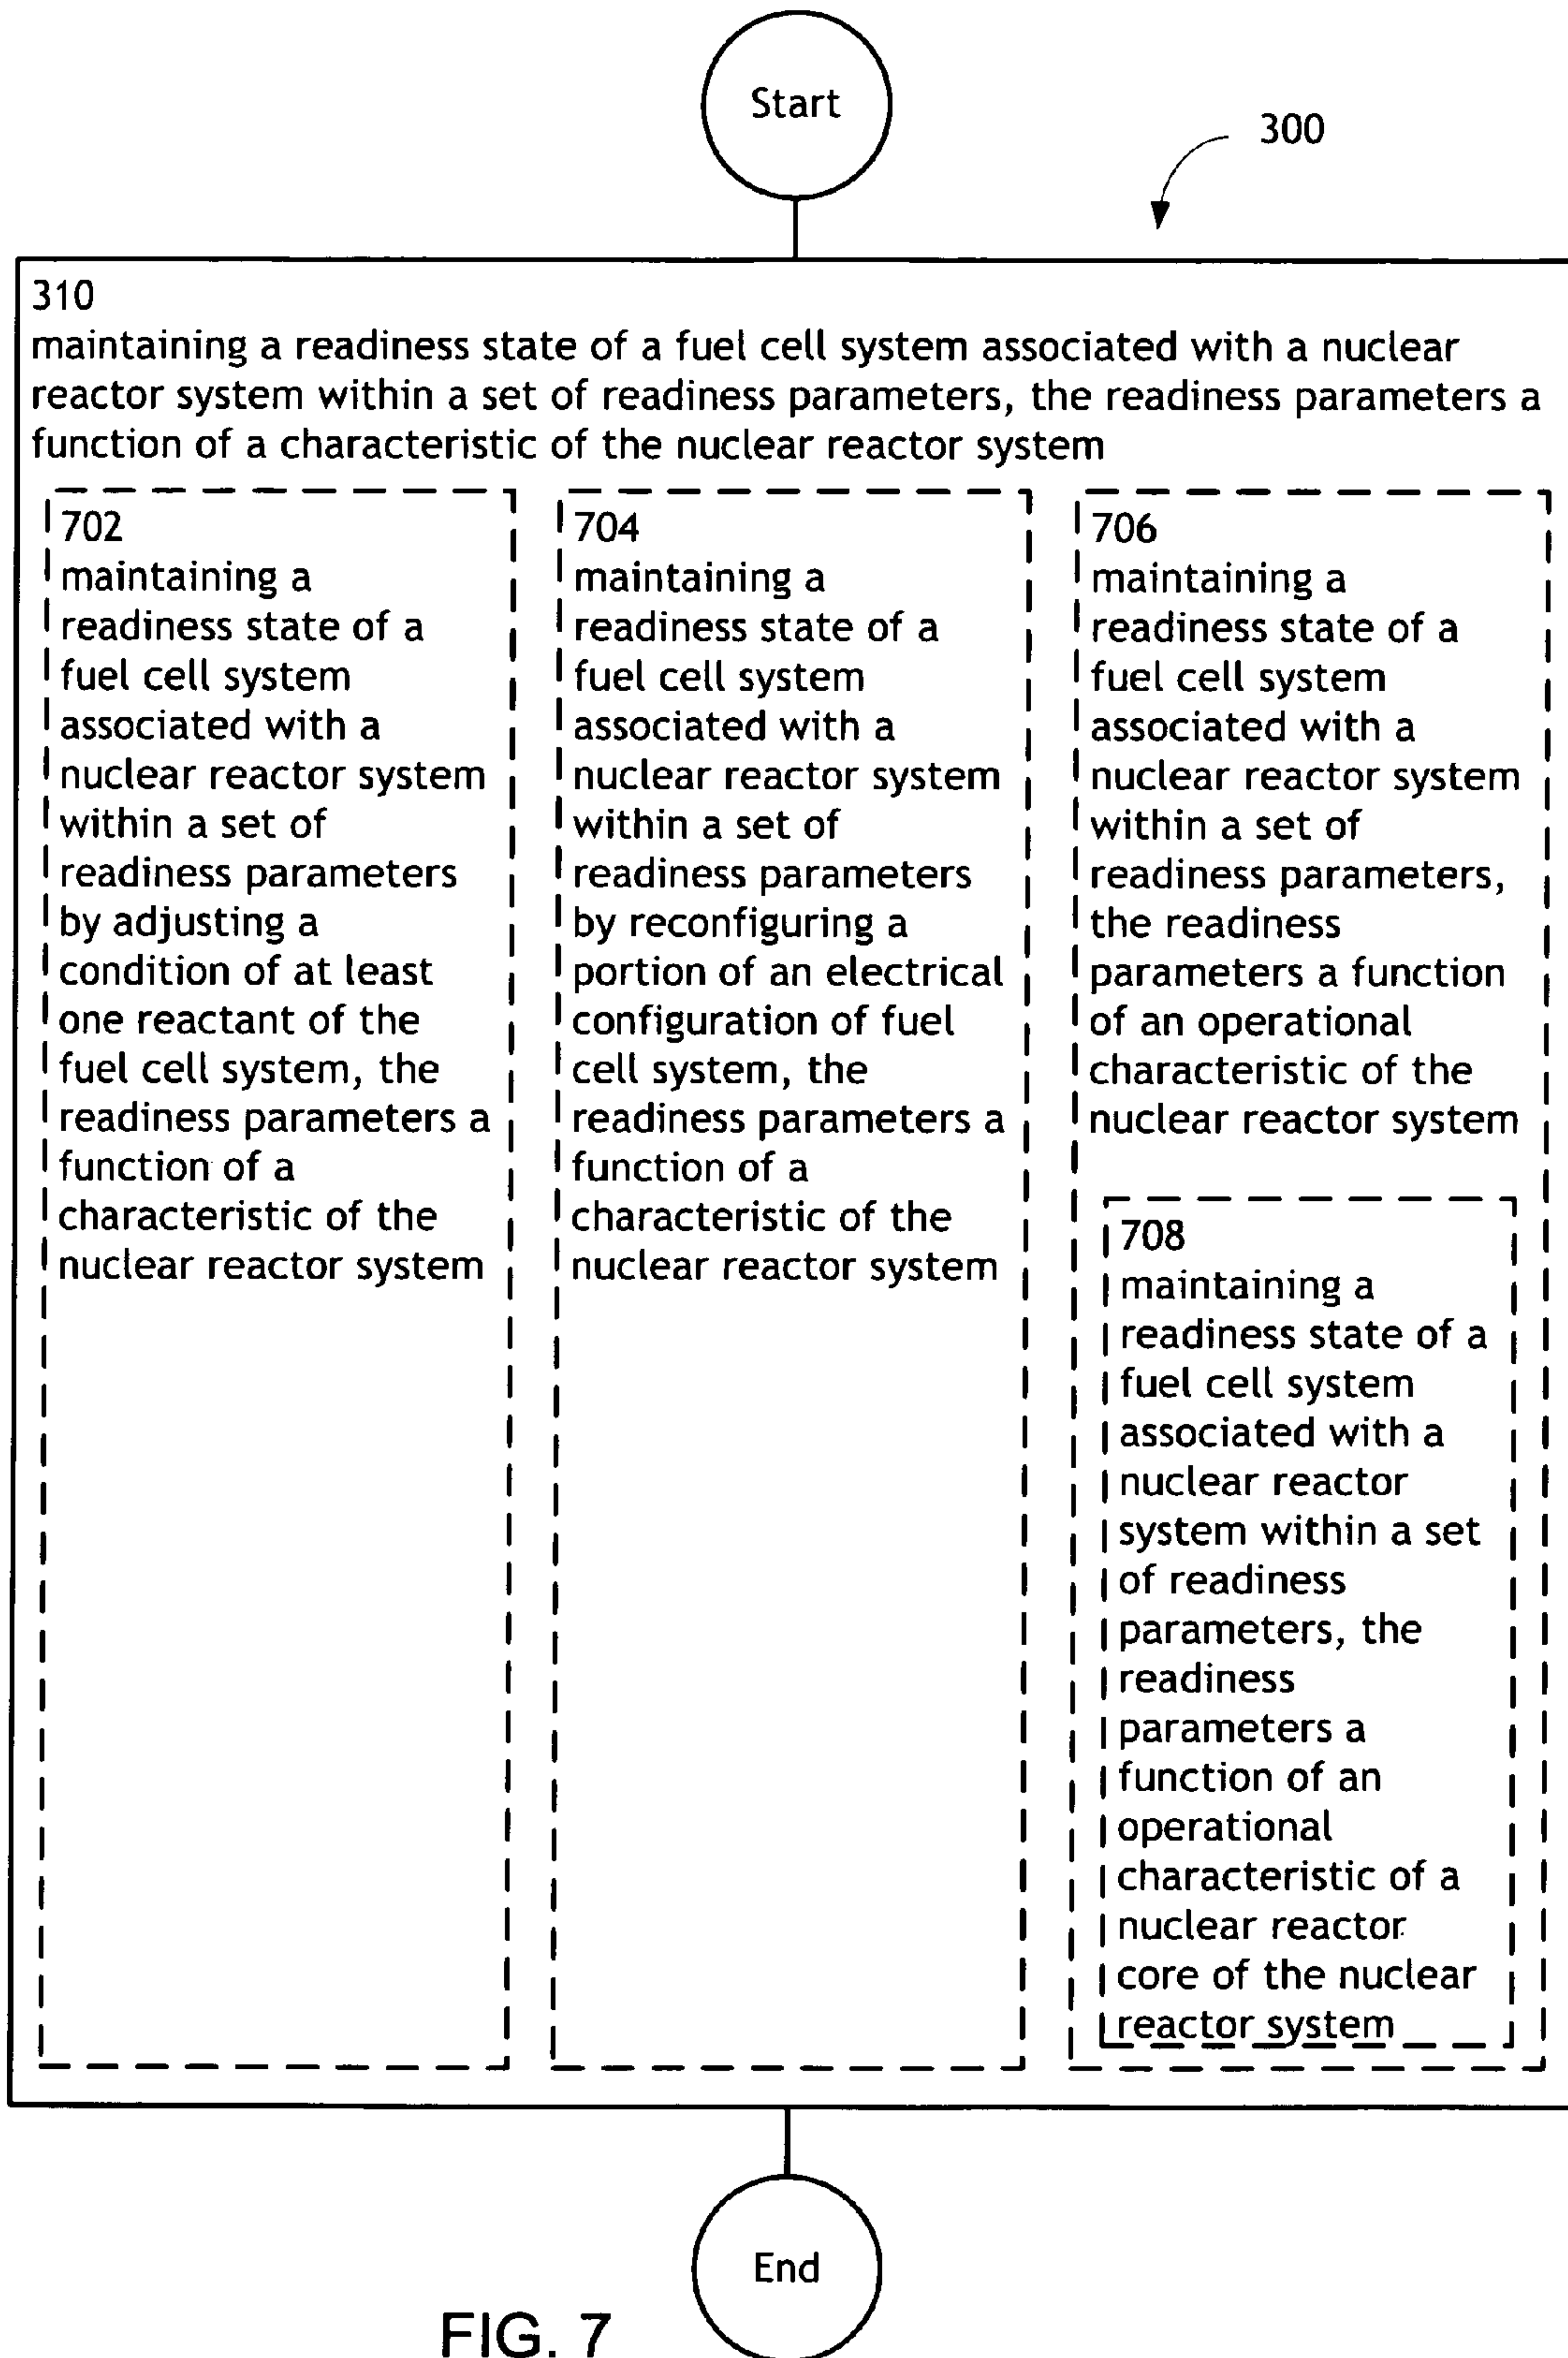 Start
300
310
maintaining a readiness state of a fuel cell system associated with a nuclear
reactor system within a set of readiness parameters, the readiness parameters a
function of a characteristic of the nuclear reactor system
702
maintaining a
readiness state of a
fuel cell system
associated with a
nuclear reactor system
within a set of
readiness parameters
by adjusting a
condition of at least
one reactant of the
fuel cell system, the
readiness parameters a
function of a
characteristic of the
nuclear reactor system
704
maintaining a
readiness state of a
fuel cell system
associated with a
nuclear reactor system
within a set of
readiness parameters
by reconfiguring a
portion of an electrical
configuration of fuel
cell system, the
readiness parameters a
function of a
characteristic of the
nuclear reactor system
706
maintaining a
readiness state of a
fuel cell system
associated with a
nuclear reactor system
within a set of
readiness parameters,
the readiness
parameters a function
of an operational
characteristic of the
nuclear reactor system
708
maintaining a
readiness state of a
fuel cell system
associated with a
nuclear reactor
system within a set
of readiness
parameters, the
readiness
parameters a
function of an
operational
characteristic of a
nuclear reactor
core of the nuclear
reactor system
End
FIG. 7